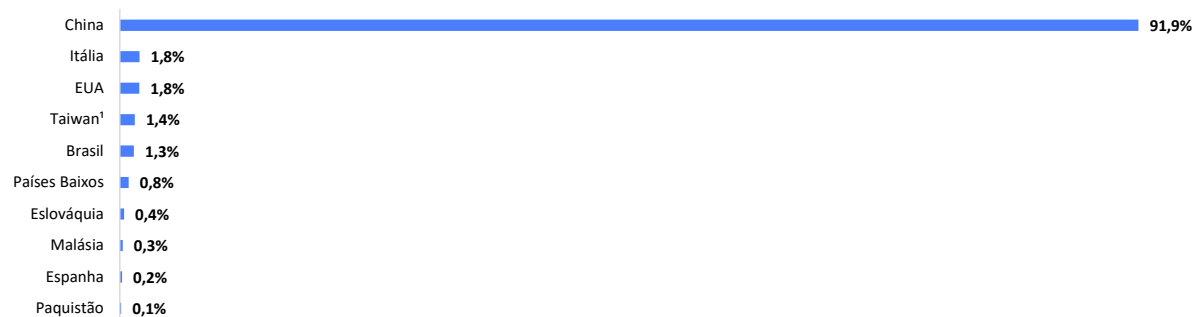 China 91,9%
Itália 1,8%
EUA 1,8%
Taiwan¹ 1,4%
Brasil 1,3%
Países Baixos 0,8%
Eslováquia 0,4%
Malásia 0,3%
Espanha 0,2%
Paquistão 0,1%